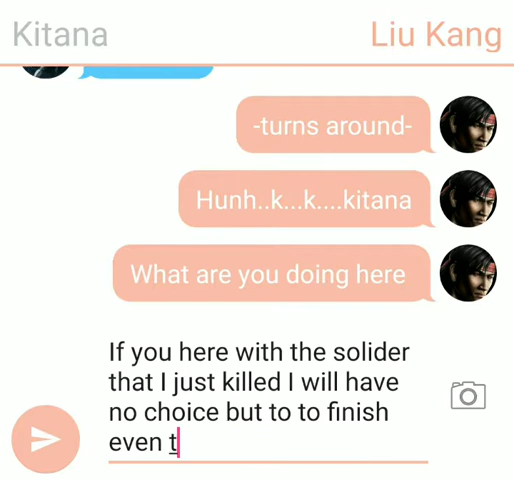 Kitana
Liu Kang
-turns around-
Hunh..k...k....kitana
What are you doing here
If you here with the solider
that I just killed I will have
no choice but to to finish
even t